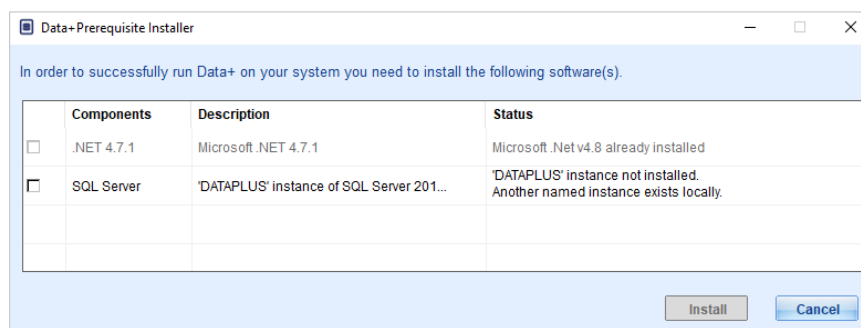 Data+Prerequisite Installer
In order to successfully run Data+ on your system you need to install the following software(s).
Components Description Status
.NET 4.7.1 Microsoft .NET 4.7.1 Microsoft .Net v4.8 already installed
SQL Server 'DATAPLUS' instance of SQL Server 201... 'DATAPLUS' instance not installed.
Another named instance exists locally.
Install Cancel